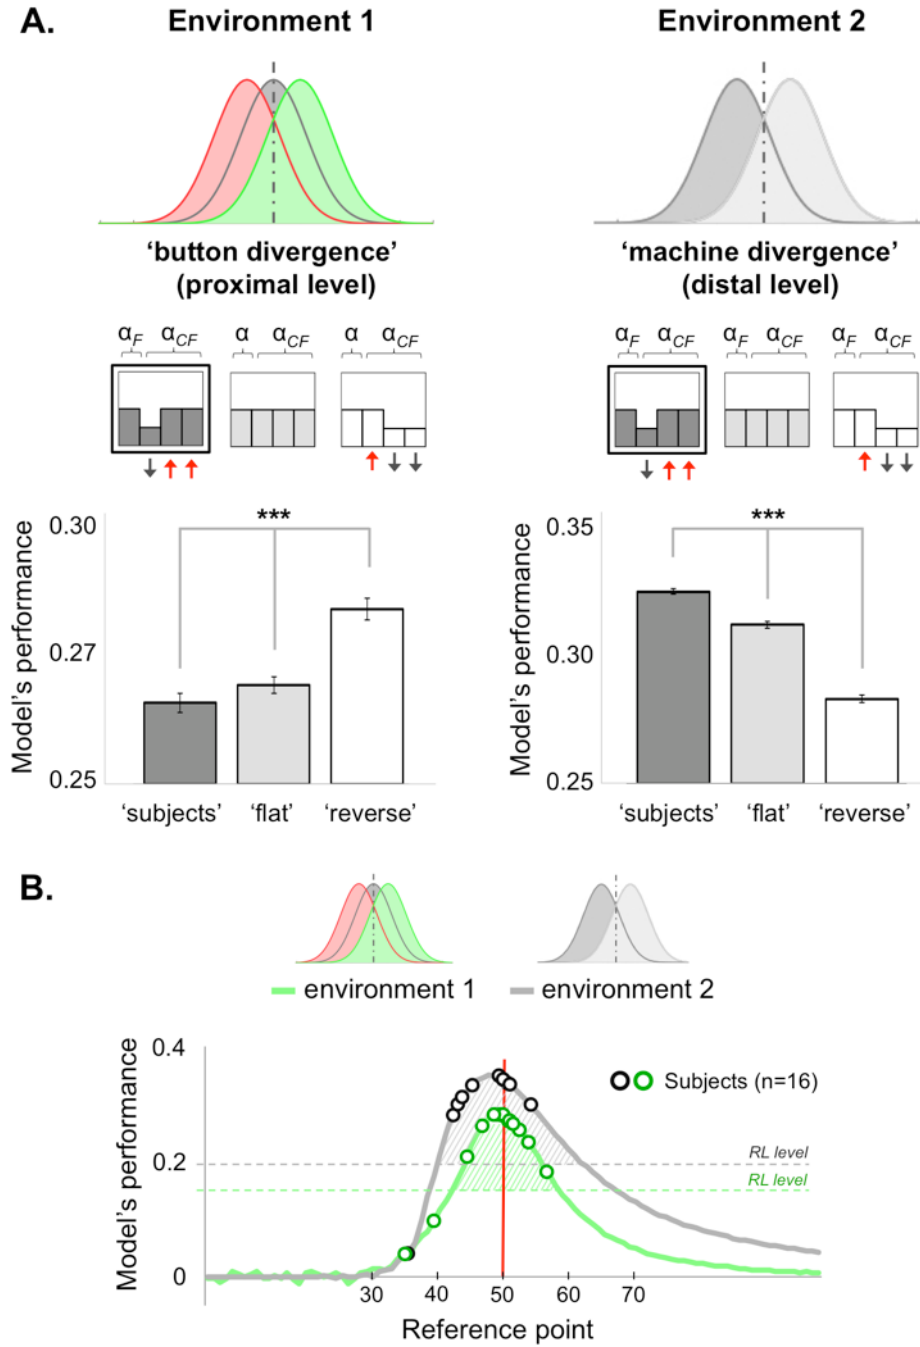 A.
Environment 1
Environment 2
'button divergence'
(proximal level)
'machine divergence'
(distal level)
αF αCF α αCF α αCF
αF αCF αF αCF αF αCF
Model's performance
0.30
0.27
0.25
***
'subjects' 'flat' 'reverse'
Model's performance
0.35
0.30
0.25
***
'subjects' 'flat' 'reverse'
B.
environment 1 environment 2
Model's performance
0.4
0.2
0
Subjects (n=16)
RL level
RL level
30 40 50 60 70
Reference point